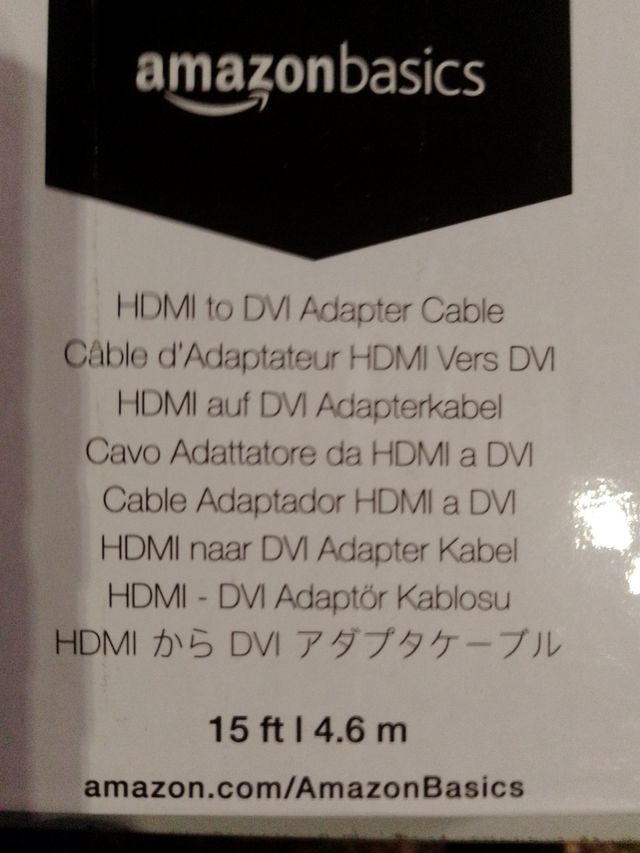 amazonbasics
HDMI to DVI Adapter Cable
Câble d'Adaptateur HDMI Vers DVI
HDMI auf DVI Adapterkabel
Cavo Adattatore da HDMI a DVI
Cable Adaptador HDMI a DVI
HDMI naar DVI Adapter Kabel
HDMI - DVI Adaptör Kablosu
HDMI から DVI アダプタケーブル
15 ft | 4.6 m
amazon.com/AmazonBasics